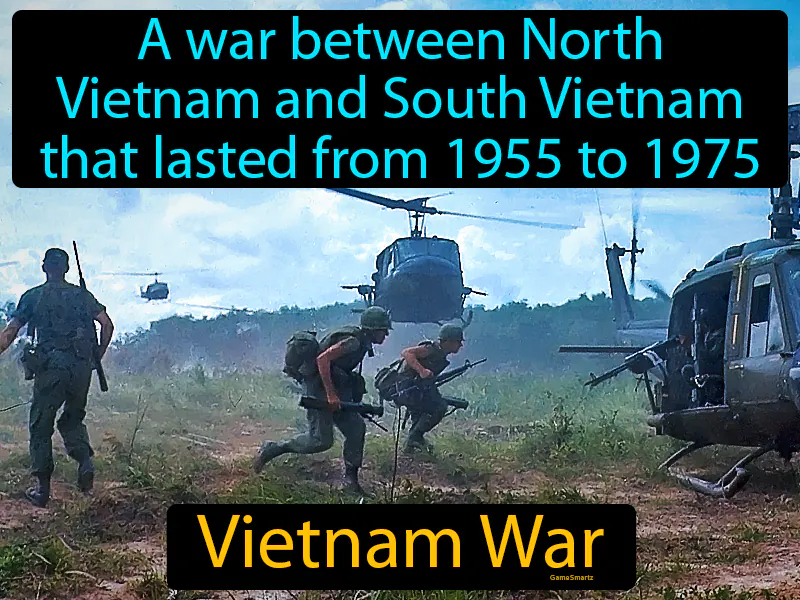 A war between North
Vietnam and South Vietnam
that lasted from 1955 to 1975
Vietnam War
GameSmartz